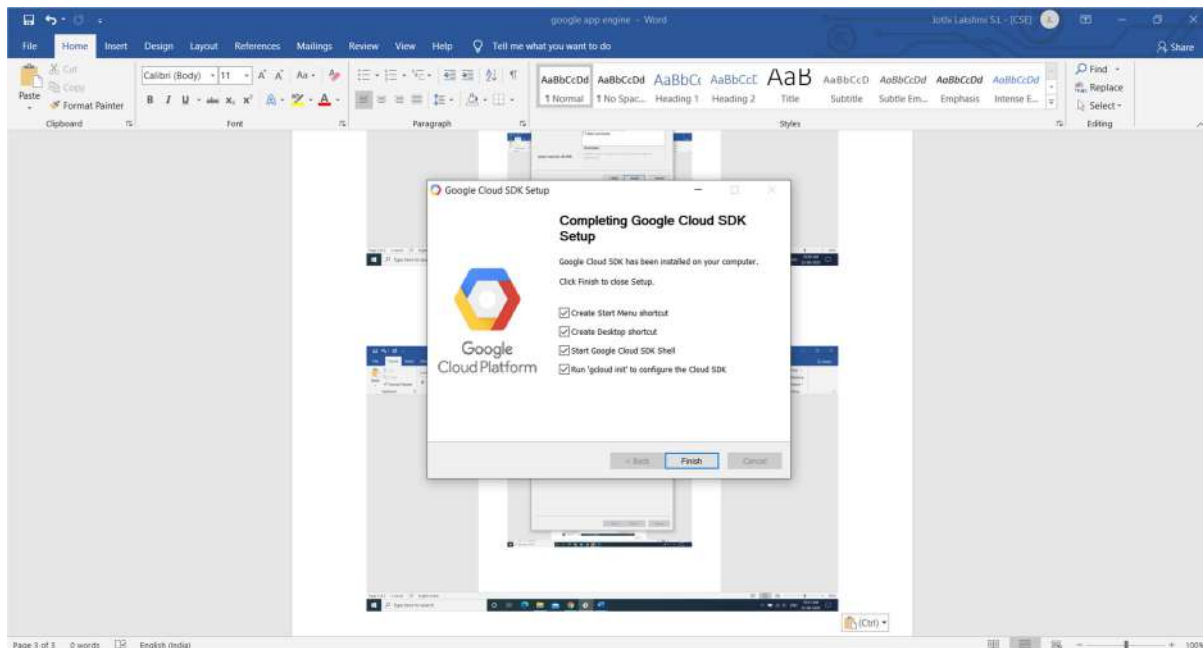 google app engine - Word
Jothi Lakshmi S.L - [CSE]
File Home Insert Design Layout References Mailings Review View Help Tell me what you want to do
Share
Paste
Cut
Copy
Format Painter
Clipboard
Calibri (Body) 11
B I U abc X₂ X²
Font
Paragraph
AaBbCcDd AaBbCcDd AaBbCc AaBbCcE AaB AaBbCcD AaBbCcDd AaBbCcDd AaBbCcDd
¶ Normal ¶ No Spac... Heading 1 Heading 2 Title Subtitle Subtle Em... Emphasis Intense E...
Styles
Find
Replace
Select
Editing
Google Cloud SDK Setup
Completing Google Cloud SDK
Setup
Google Cloud SDK has been installed on your computer.
Click Finish to close Setup.
Create Start Menu shortcut
Create Desktop shortcut
Start Google Cloud SDK Shell
Run 'gcloud init' to configure the Cloud SDK
Google
Cloud Platform
< Back Finish Cancel
(Ctrl)
Page 3 of 3 0 words English (India)
100%